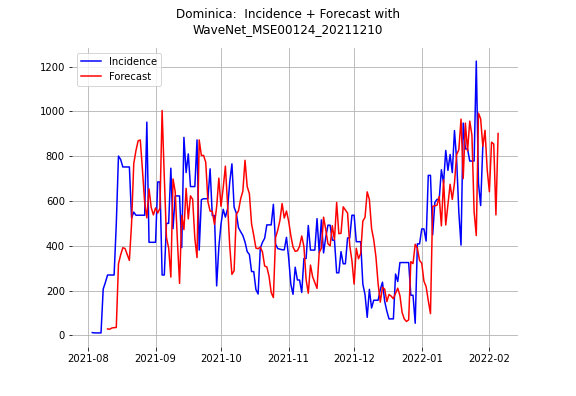 Dominica:  Incidence + Forecast with
WaveNet_MSE00124_20211210
Incidence
Forecast
1200
1000
800
600
400
200
0
2021-08 2021-09 2021-10 2021-11 2021-12 2022-01 2022-02